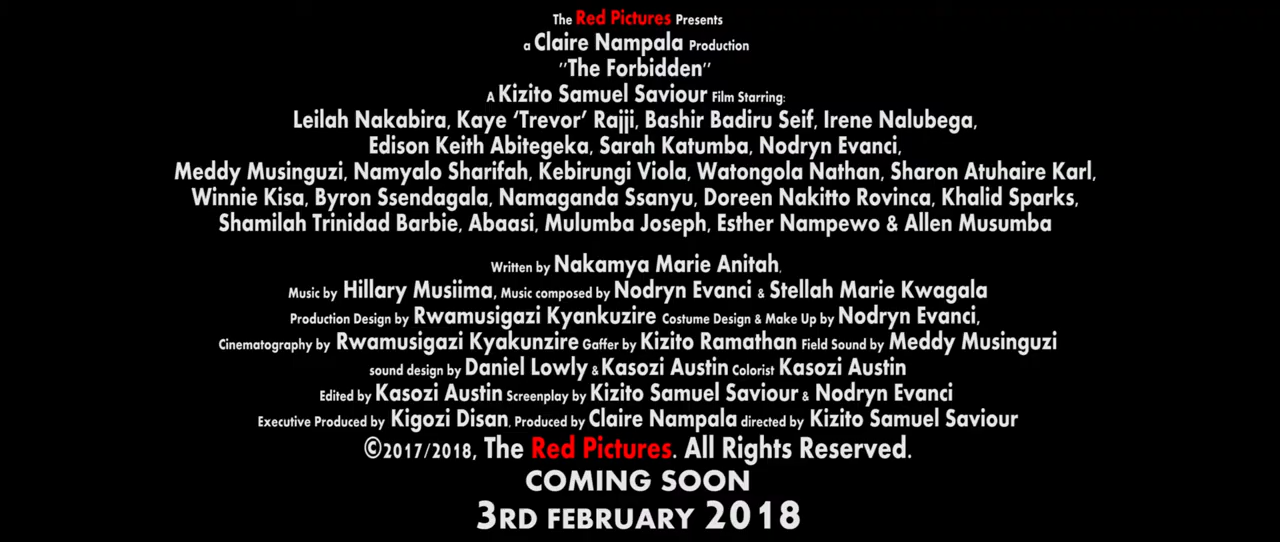 The Red Pictures Presents
a Claire Nampala Production
"The Forbidden"
A Kizito Samuel Saviour Film Starring:
Leilah Nakabira, Kaye ‘Trevor’ Rajji, Bashir Badiru Seif, Irene Nalubega,
Edison Keith Abitegeka, Sarah Katumba, Nodryn Evanci,
Meddy Musinguzi, Namyalo Sharifah, Kebirungi Viola, Watongola Nathan, Sharon Atuhaire Karl,
Winnie Kisa, Byron Ssendagala, Namaganda Ssanyu, Doreen Nakitto Rovinca, Khalid Sparks,
Shamilah Trinidad Barbie, Abaasi, Mulumba Joseph, Esther Nampewo & Allen Musumba
Written by Nakamya Marie Anitah,
Music by Hillary Musiima, Music composed by Nodryn Evanci & Stellah Marie Kwagala
Production Design by Rwamusigazi Kyankuzire Costume Design & Make Up by Nodryn Evanci,
Cinematography by Rwamusigazi Kyakunzire Gaffer by Kizito Ramathan Field Sound by Meddy Musinguzi
sound design by Daniel Lowly & Kasozi Austin Colorist Kasozi Austin
Edited by Kasozi Austin Screenplay by Kizito Samuel Saviour & Nodryn Evanci
Executive Produced by Kigozi Disan, Produced by Claire Nampala directed by Kizito Samuel Saviour
©2017/2018, The Red Pictures. All Rights Reserved.
COMING SOON
3RD FEBRUARY 2018